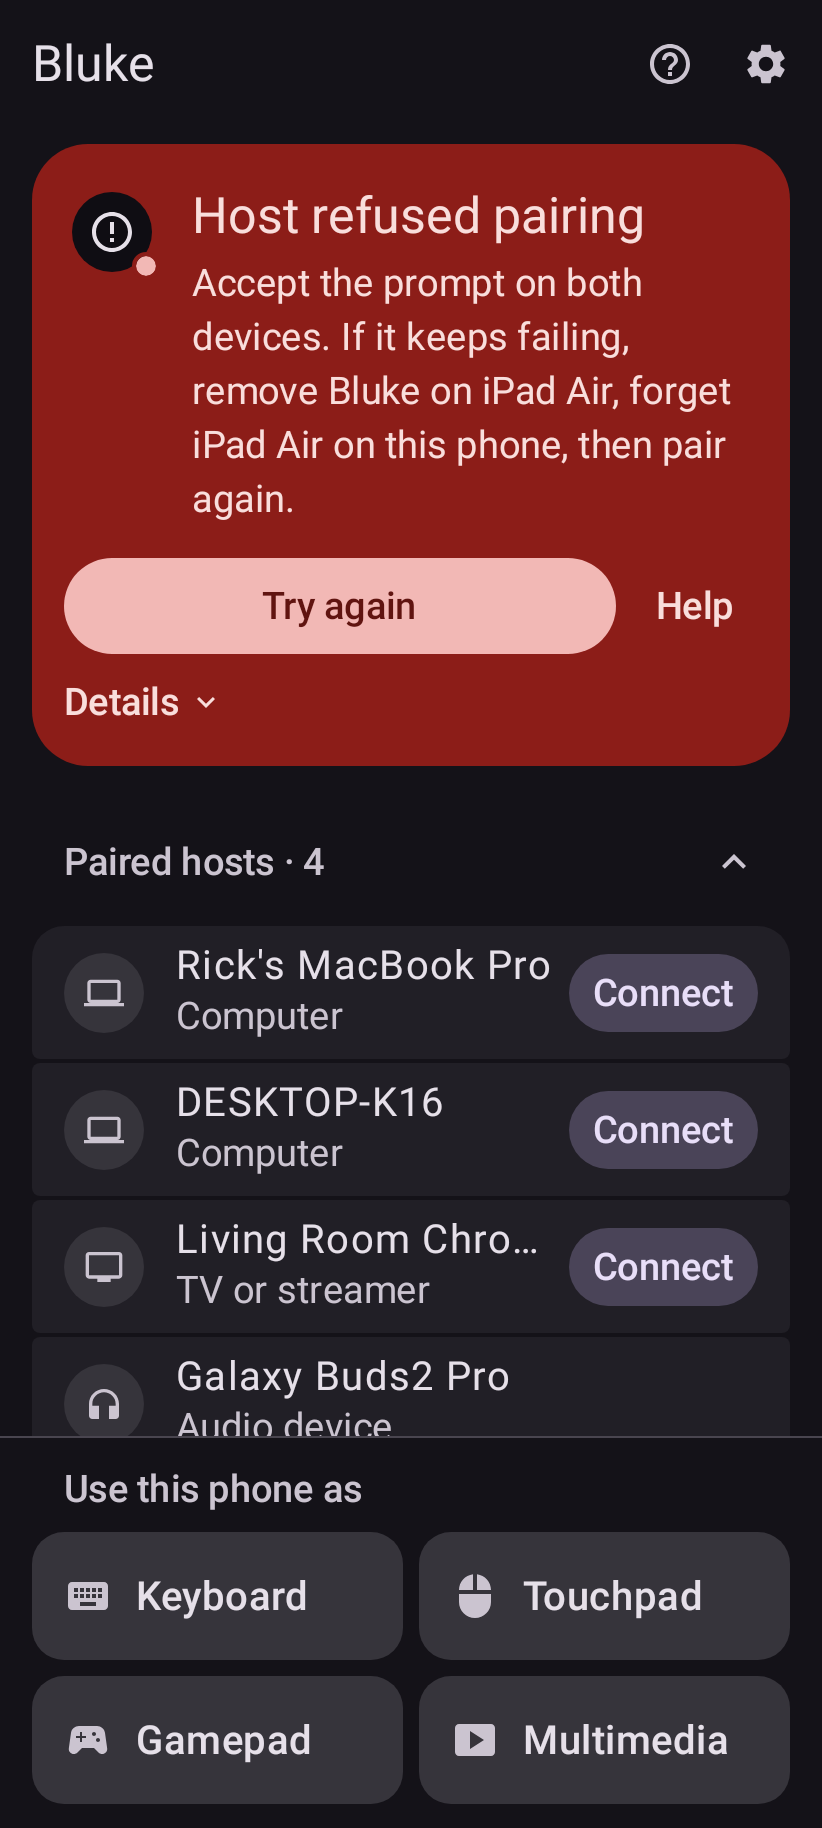 Bluke
Host refused pairing
Accept the prompt on both
devices. If it keeps failing,
remove Bluke on iPad Air, forget
iPad Air on this phone, then pair
again.
Try again
Help
Details
Paired hosts · 4
Rick's MacBook Pro
Computer
Connect
DESKTOP-K16
Computer
Connect
Living Room Chro…
TV or streamer
Connect
Galaxy Buds2 Pro
Audio device
Use this phone as
Keyboard
Touchpad
Gamepad
Multimedia